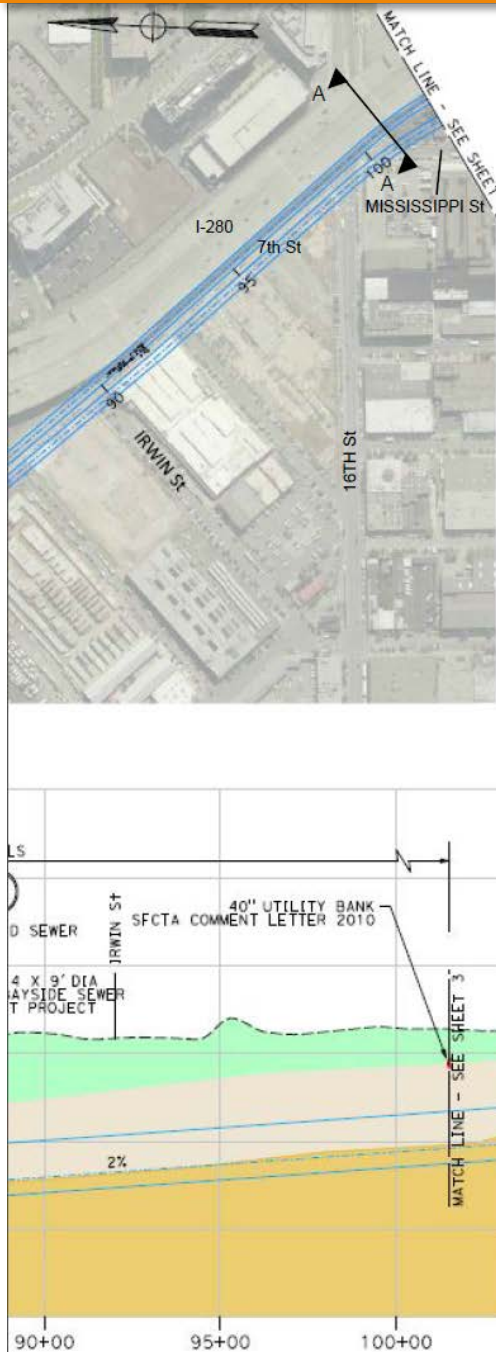 A
MATCH LINE - SEE SHEET
100
A
MISSISSIPPI St
I-280
7th St
95
90
IRWIN St
16TH St
LS
40" UTILITY BANK
SFCTA COMMENT LETTER 2010
D SEWER
IRWIN St
4 X 9' DIA
BAYSIDE SEWER
T PROJECT
MATCH LINE - SEE SHEET 3
2%
90+00
95+00
100+00